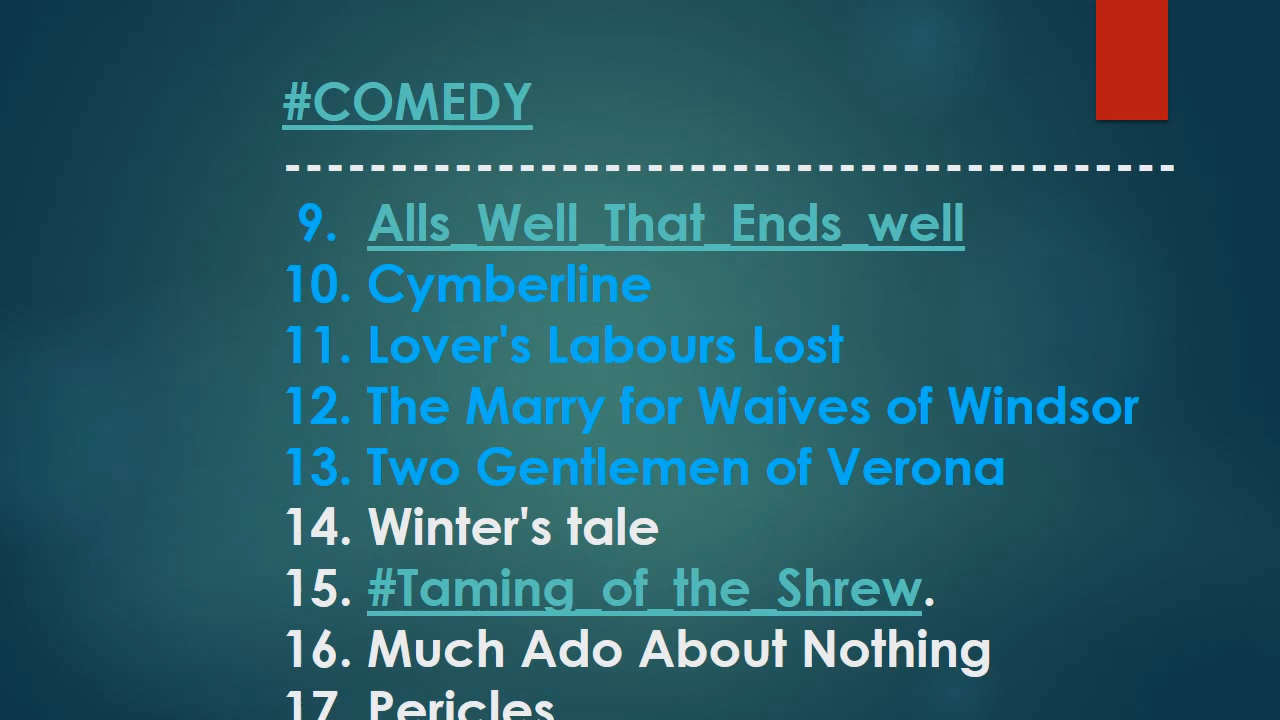 #COMEDY
------------------------------------------
9. Alls_Well_That_Ends_well
10. Cymberline
11. Lover's Labours Lost
12. The Marry for Waives of Windsor
13. Two Gentlemen of Verona
14. Winter's tale
15. #Taming_of_the_Shrew.
16. Much Ado About Nothing
17. Pericles